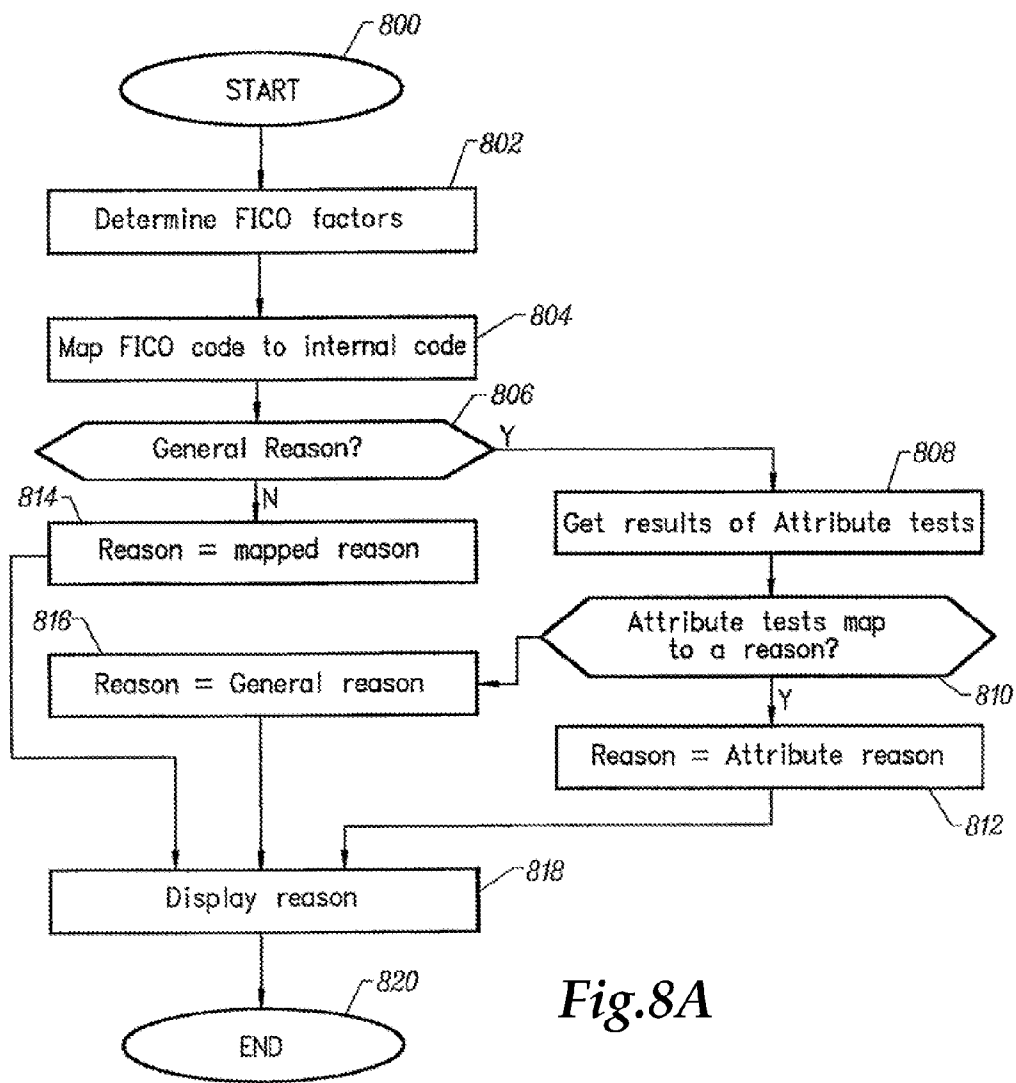 800
START
802
Determine FICO factors
804
Map FICO code to internal code
806
General Reason?
Y
N
808
Get results of Attribute tests
814
Reason = mapped reason
Attribute tests map
to a reason?
810
Y
816
Reason = General reason
Reason = Attribute reason
812
Display reason
818
820
END
Fig.8A